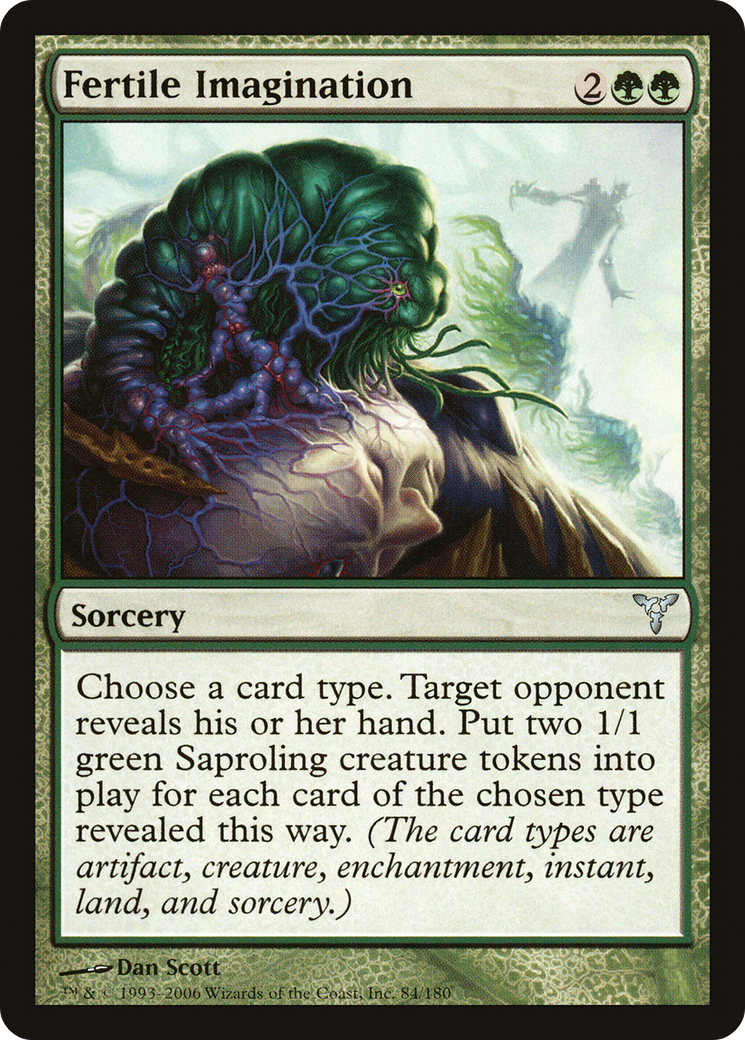 Fertile Imagination 2
Sorcery
Choose a card type. Target opponent
reveals his or her hand. Put two 1/1
green Saproling creature tokens into
play for each card of the chosen type
revealed this way. (The card types are
artifact, creature, enchantment, instant,
land, and sorcery.)
Dan Scott
™ & © 1993–2006 Wizards of the Coast, Inc. 84/180